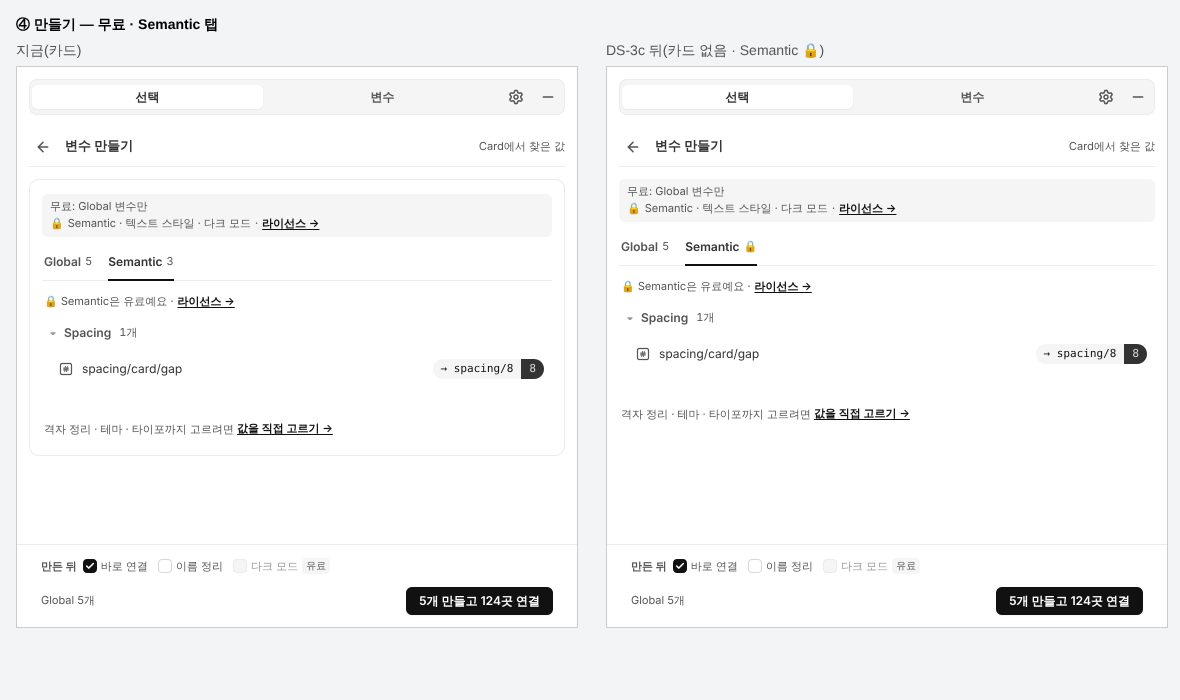 ④ 만들기 — 무료 · Semantic 탭
지금(카드)
선택 변수
변수 만들기 Card에서 찾은 값
무료: Global 변수만
🔒 Semantic · 텍스트 스타일 · 다크 모드 · 라이선스 →
Global 5 Semantic 3
🔒 Semantic은 유료예요 · 라이선스 →
Spacing 1개
spacing/card/gap → spacing/8 8
격자 정리 · 테마 · 타이포까지 고르려면 값을 직접 고르기 →
만든 뒤 바로 연결 이름 정리 다크 모드 유료
Global 5개 5개 만들고 124곳 연결
DS-3c 뒤(카드 없음 · Semantic 🔒)
선택 변수
변수 만들기 Card에서 찾은 값
무료: Global 변수만
🔒 Semantic · 텍스트 스타일 · 다크 모드 · 라이선스 →
Global 5 Semantic 🔒
🔒 Semantic은 유료예요 · 라이선스 →
Spacing 1개
spacing/card/gap → spacing/8 8
격자 정리 · 테마 · 타이포까지 고르려면 값을 직접 고르기 →
만든 뒤 바로 연결 이름 정리 다크 모드 유료
Global 5개 5개 만들고 124곳 연결